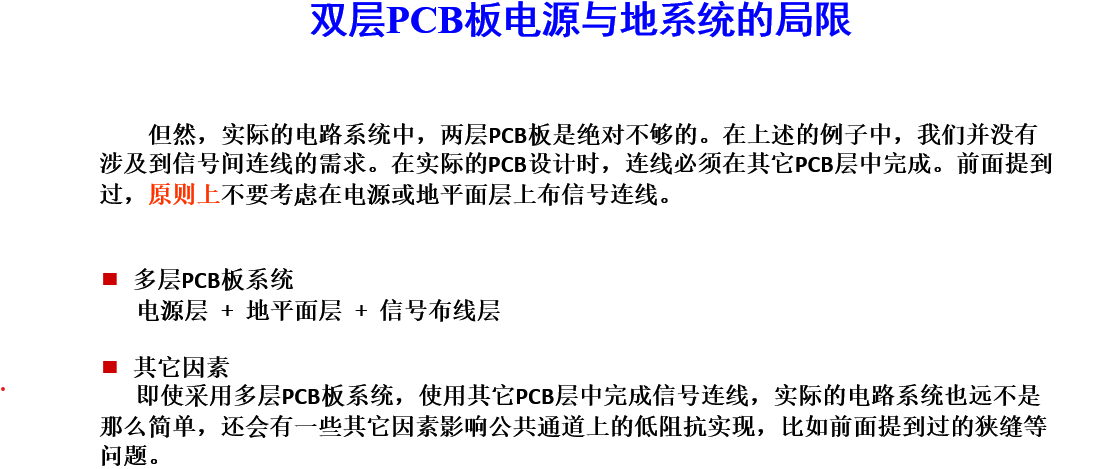 双层PCB板电源与地系统的局限
但然，实际的电路系统中，两层PCB板是绝对不够的。在上述的例子中，我们并没有
涉及到信号间连线的需求。在实际的PCB设计时，连线必须在其它PCB层中完成。前面提到
过，原则上不要考虑在电源或地平面层上布信号连线。
■ 多层PCB板系统
电源层 + 地平面层 + 信号布线层
■ 其它因素
即使采用多层PCB板系统，使用其它PCB层中完成信号连线，实际的电路系统也远不是
那么简单，还会有一些其它因素影响公共通道上的低阻抗实现，比如前面提到过的狭缝等
问题。